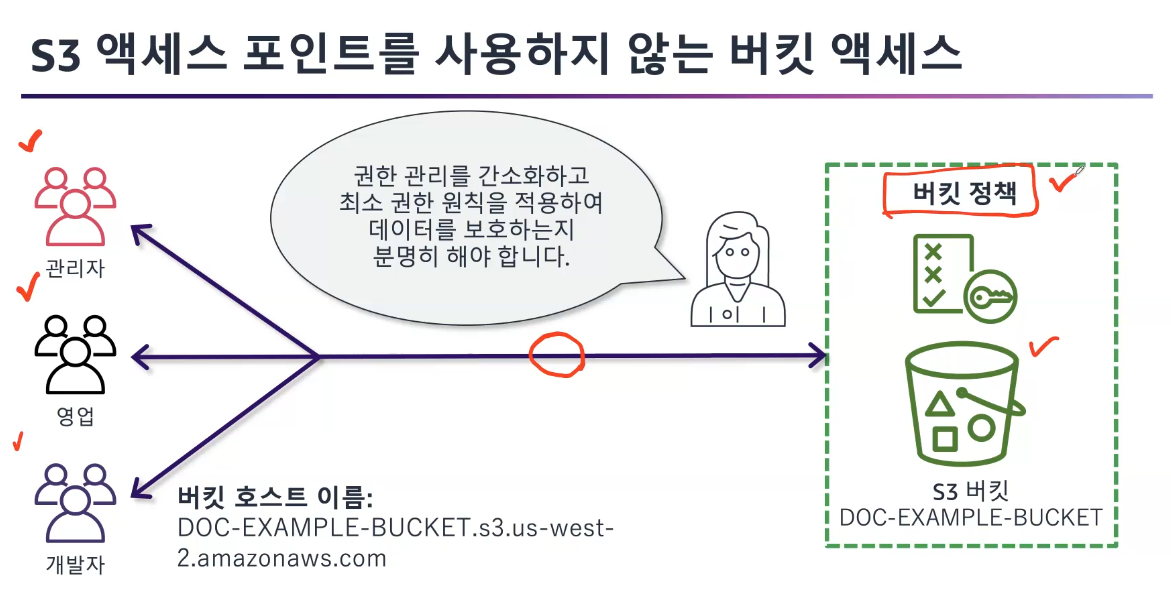 S3 액세스 포인트를 사용하지 않는 버킷 액세스
권한 관리를 간소화하고
최소 권한 원칙을 적용하여
데이터를 보호하는지
분명히 해야 합니다.
관리자
영업
개발자
버킷 호스트 이름:
DOC-EXAMPLE-BUCKET.s3.us-west-
2.amazonaws.com
버킷 정책
S3 버킷
DOC-EXAMPLE-BUCKET